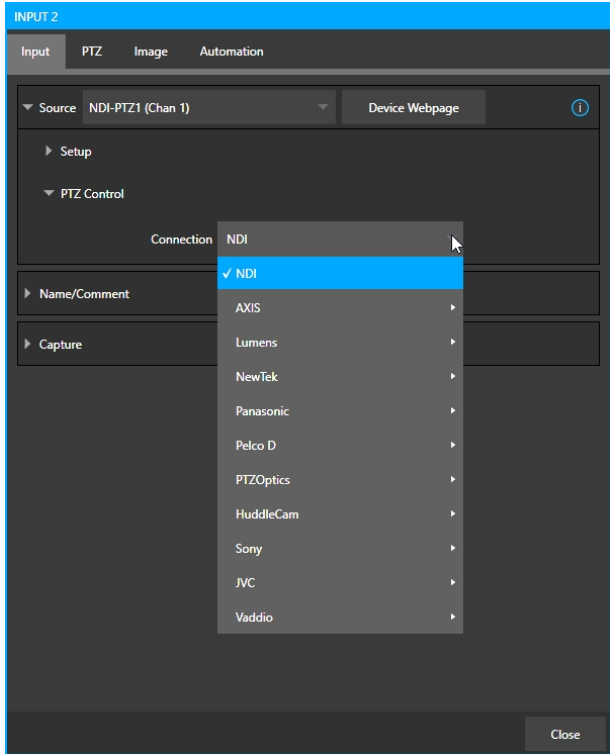 INPUT 2
Input PTZ Image Automation
Source NDI-PTZ1 (Chan 1) Device Webpage
Setup
PTZ Control
Connection NDI
✓ NDI
Name/Comment
AXIS
Capture
Lumens
NewTek
Panasonic
Pelco D
PTZOptics
HuddleCam
Sony
JVC
Vaddio
Close